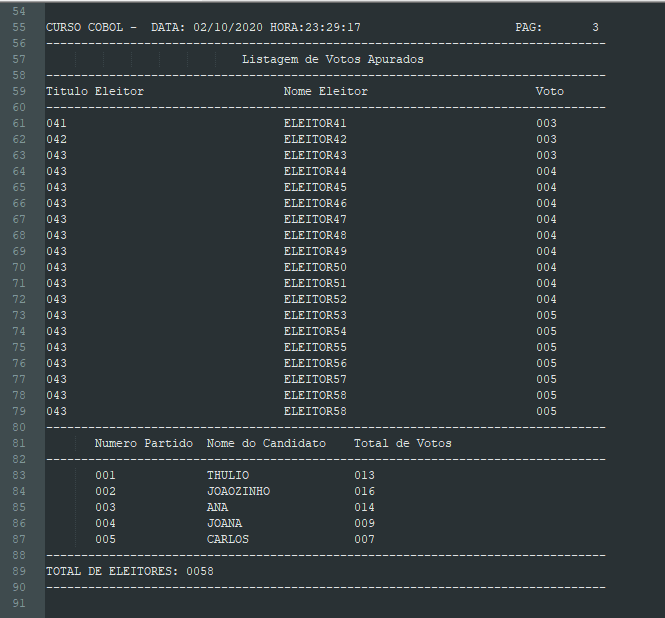 54
55 CURSO COBOL - DATA: 02/10/2020 HORA:23:29:17 PAG: 3
56 --------------------------------------------------------------------------------
57 Listagem de Votos Apurados
58 --------------------------------------------------------------------------------
59 Titulo Eleitor Nome Eleitor Voto
60 --------------------------------------------------------------------------------
61 041 ELEITOR41 003
62 042 ELEITOR42 003
63 043 ELEITOR43 003
64 043 ELEITOR44 004
65 043 ELEITOR45 004
66 043 ELEITOR46 004
67 043 ELEITOR47 004
68 043 ELEITOR48 004
69 043 ELEITOR49 004
70 043 ELEITOR50 004
71 043 ELEITOR51 004
72 043 ELEITOR52 004
73 043 ELEITOR53 005
74 043 ELEITOR54 005
75 043 ELEITOR55 005
76 043 ELEITOR56 005
77 043 ELEITOR57 005
78 043 ELEITOR58 005
79 043 ELEITOR58 005
80 --------------------------------------------------------------------------------
81 Numero Partido Nome do Candidato Total de Votos
82 --------------------------------------------------------------------------------
83 001 THULIO 013
84 002 JOAOZINHO 016
85 003 ANA 014
86 004 JOANA 009
87 005 CARLOS 007
88 --------------------------------------------------------------------------------
89 TOTAL DE ELEITORES: 0058
90 --------------------------------------------------------------------------------
91